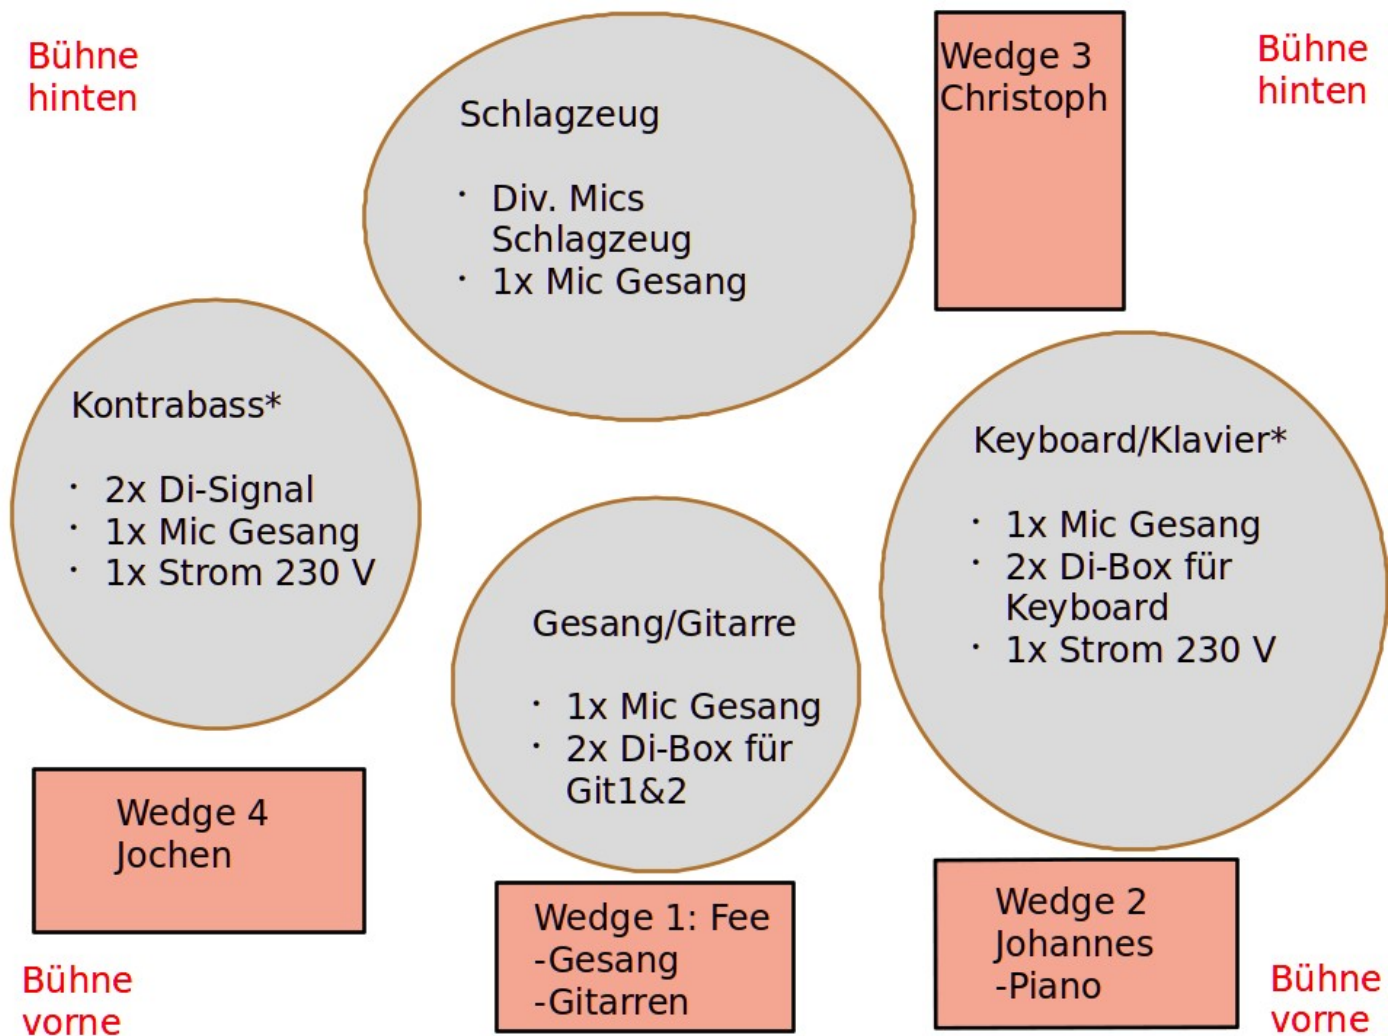 Bühne
hinten
Schlagzeug
· Div. Mics
Schlagzeug
· 1x Mic Gesang
Wedge 3
Christoph
Bühne
hinten
Kontrabass*
· 2x Di-Signal
· 1x Mic Gesang
· 1x Strom 230 V
Gesang/Gitarre
· 1x Mic Gesang
· 2x Di-Box für
Git1&2
Keyboard/Klavier*
· 1x Mic Gesang
· 2x Di-Box für
Keyboard
· 1x Strom 230 V
Wedge 4
Jochen
Wedge 1: Fee
-Gesang
-Gitarren
Wedge 2
Johannes
-Piano
Bühne
vorne
Bühne
vorne